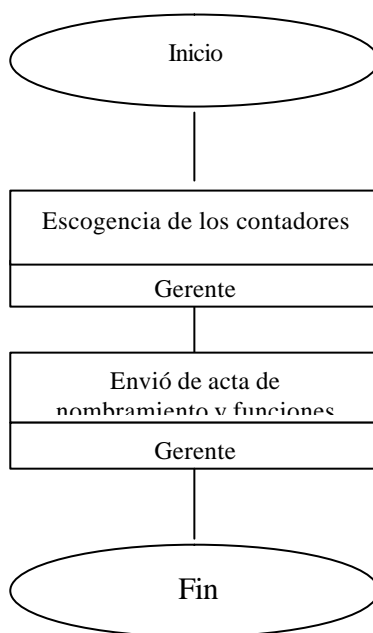 Inicio
Escogencia de los contadores
Gerente
Envió de acta de
nombramiento y funciones
Gerente
Fin